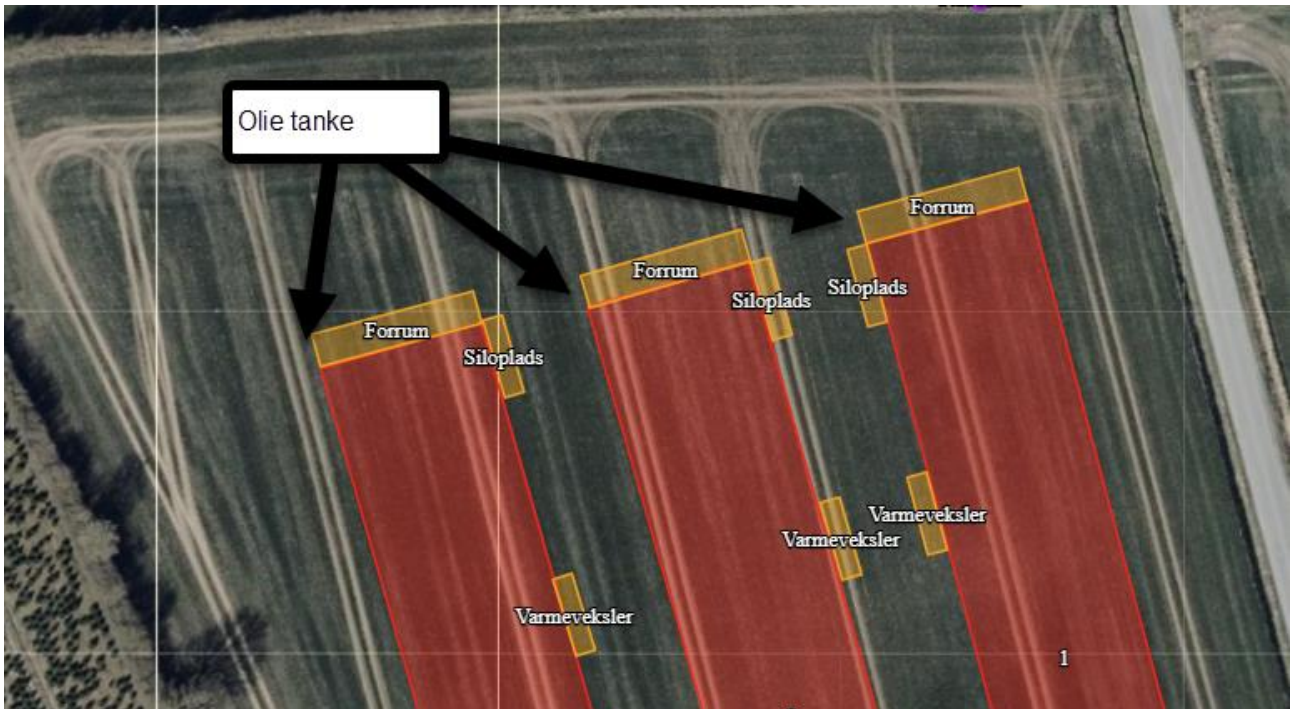 Olie tanke
Forrum
Forrum
Siloplads
Siloplads
Forrum
Siloplads
Varmeveksler
Varmeveksler
Varmeveksler
1